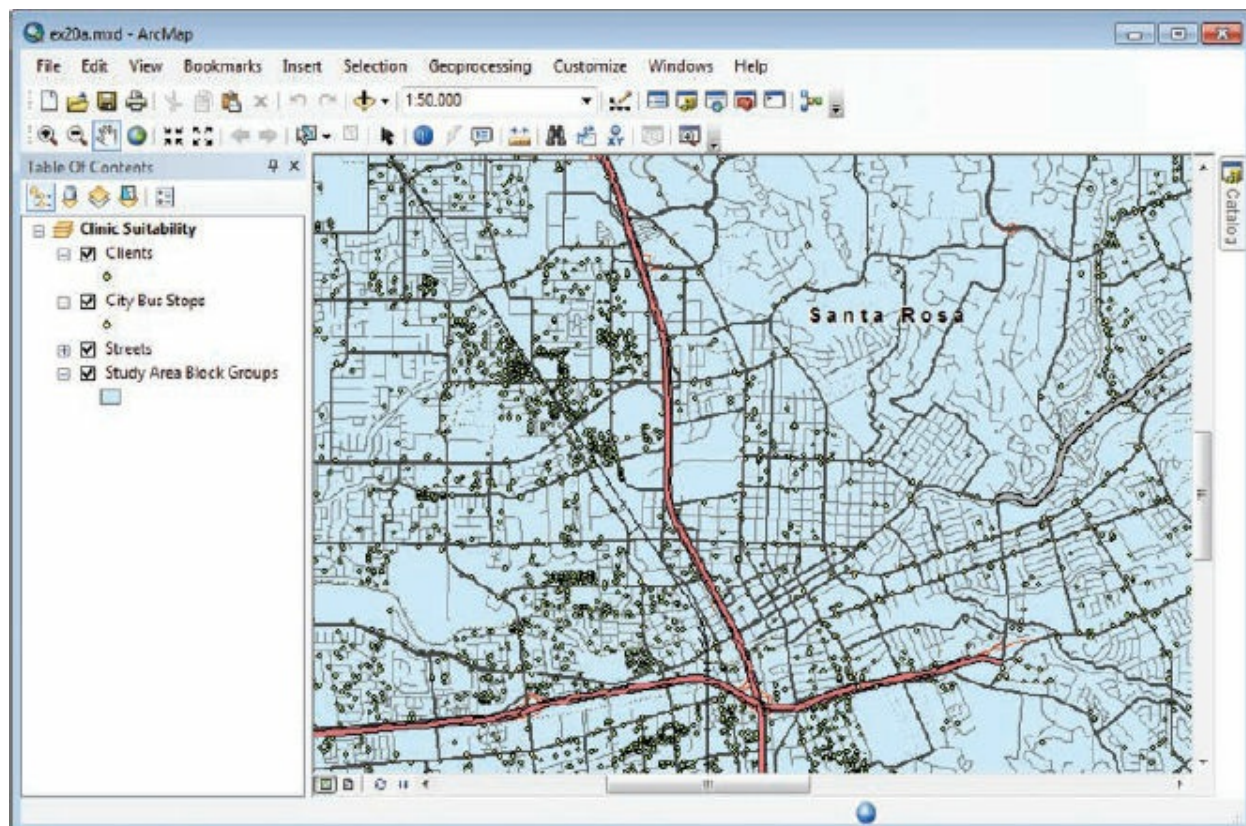 ex20a.mxd - ArcMap
File Edit View Bookmarks Insert Selection Geoprocessing Customize Windows Help
1:50,000
Table Of Contents
Clinic Suitability
Clients
City Bus Stops
Streets
Study Area Block Groups
Santa Rosa
Catalog